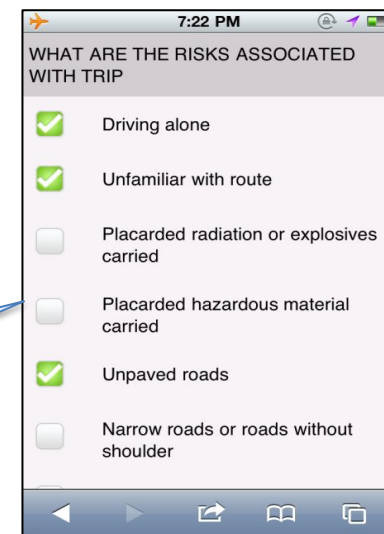 7:22 PM
WHAT ARE THE RISKS ASSOCIATED
WITH TRIP
Driving alone
Unfamiliar with route
Placarded radiation or explosives
carried
Placarded hazardous material
carried
Unpaved roads
Narrow roads or roads without
shoulder